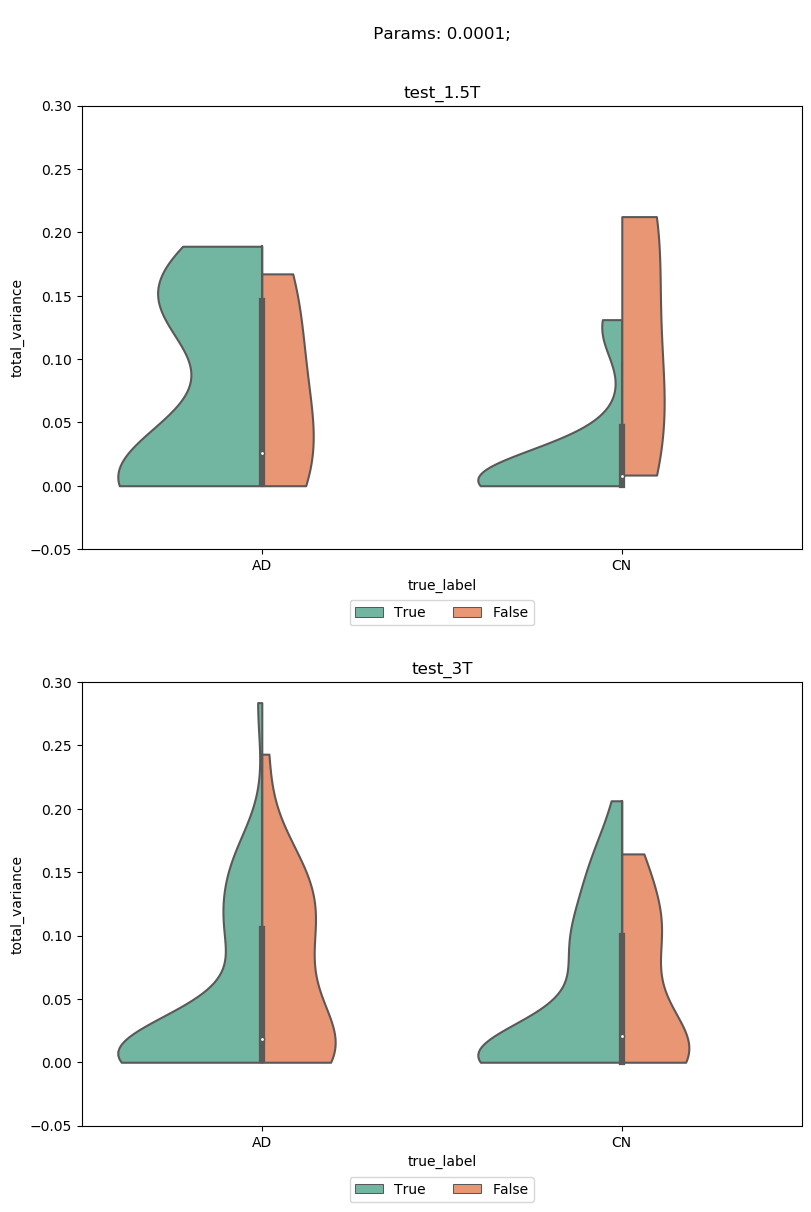 Params: 0.0001;
test_1.5T
0.30
0.25
0.20
0.15
0.10
0.05
0.00
−0.05
total_variance
AD CN
true_label
True False
test_3T
0.30
0.25
0.20
0.15
0.10
0.05
0.00
−0.05
total_variance
AD CN
true_label
True False